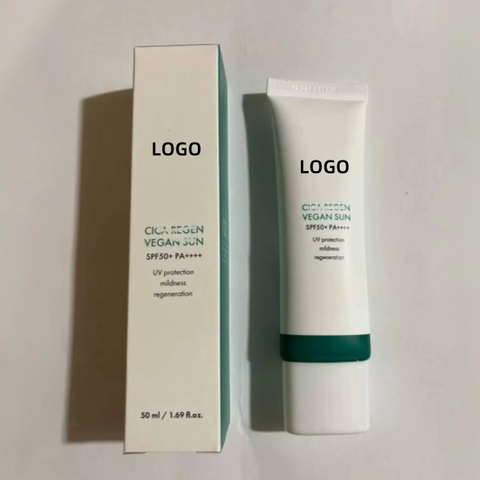 LOGO
CICA REGEN
VEGAN SUN
SPF50+ PA++++
UV protection
mildness
regeneration
50 ml / 1.69 fl.oz.
LOGO
CICA REGEN
VEGAN SUN
SPF50+ PA++++
UV protection
mildness
regeneration